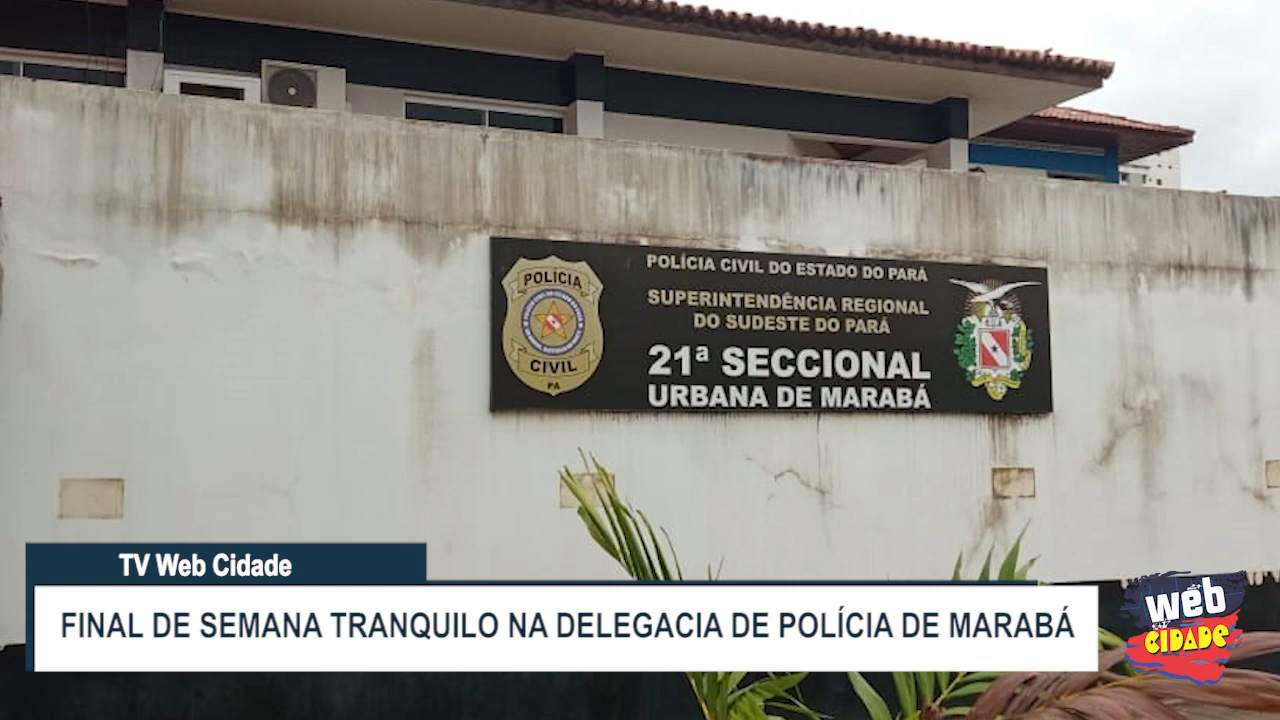 POLÍCIA
CIVIL
PA
POLÍCIA CIVIL DO ESTADO DO PARÁ
SUPERINTENDÊNCIA REGIONAL
DO SUDESTE DO PARÁ
21ª SECCIONAL
URBANA DE MARABÁ
TV Web Cidade
FINAL DE SEMANA TRANQUILO NA DELEGACIA DE POLÍCIA DE MARABÁ
web
CIDADE